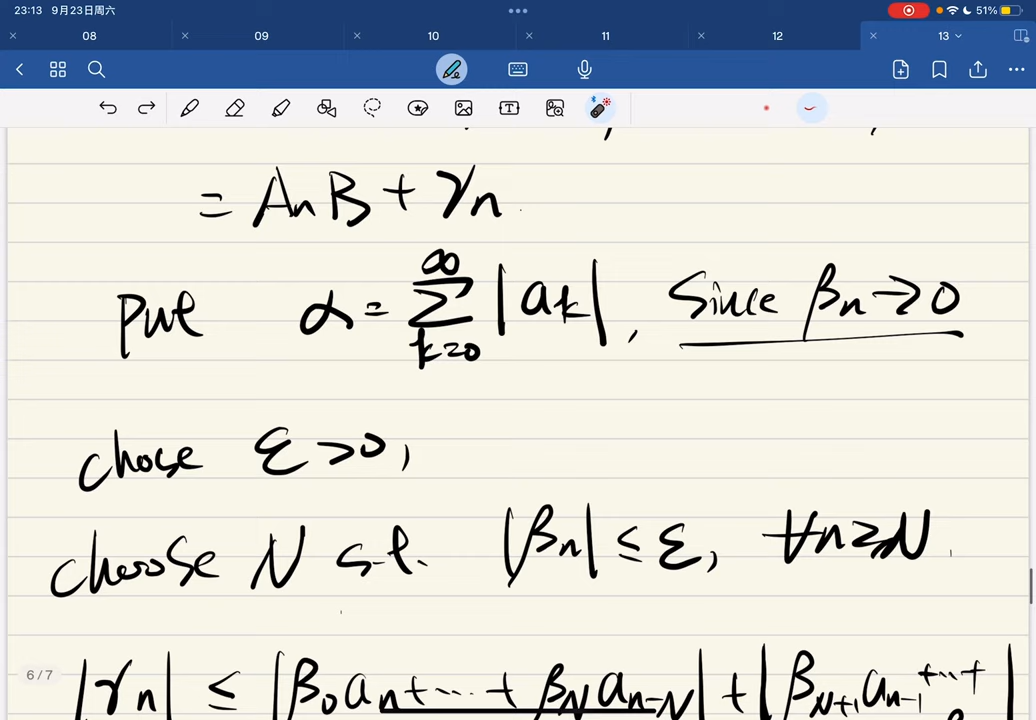 23:13 9月23日周六
51%
08 09 10 11 12 13
= AnB + γn
put α = ∑_{k=0}^{∞} |ak|, Since βn→0
chose ε>0,
choose N s.t. |βn| ≤ ε, ∀n≥N.
6/7
|γn| ≤ |β0an+···+ βNan-N| + |βN+1an-1+···+